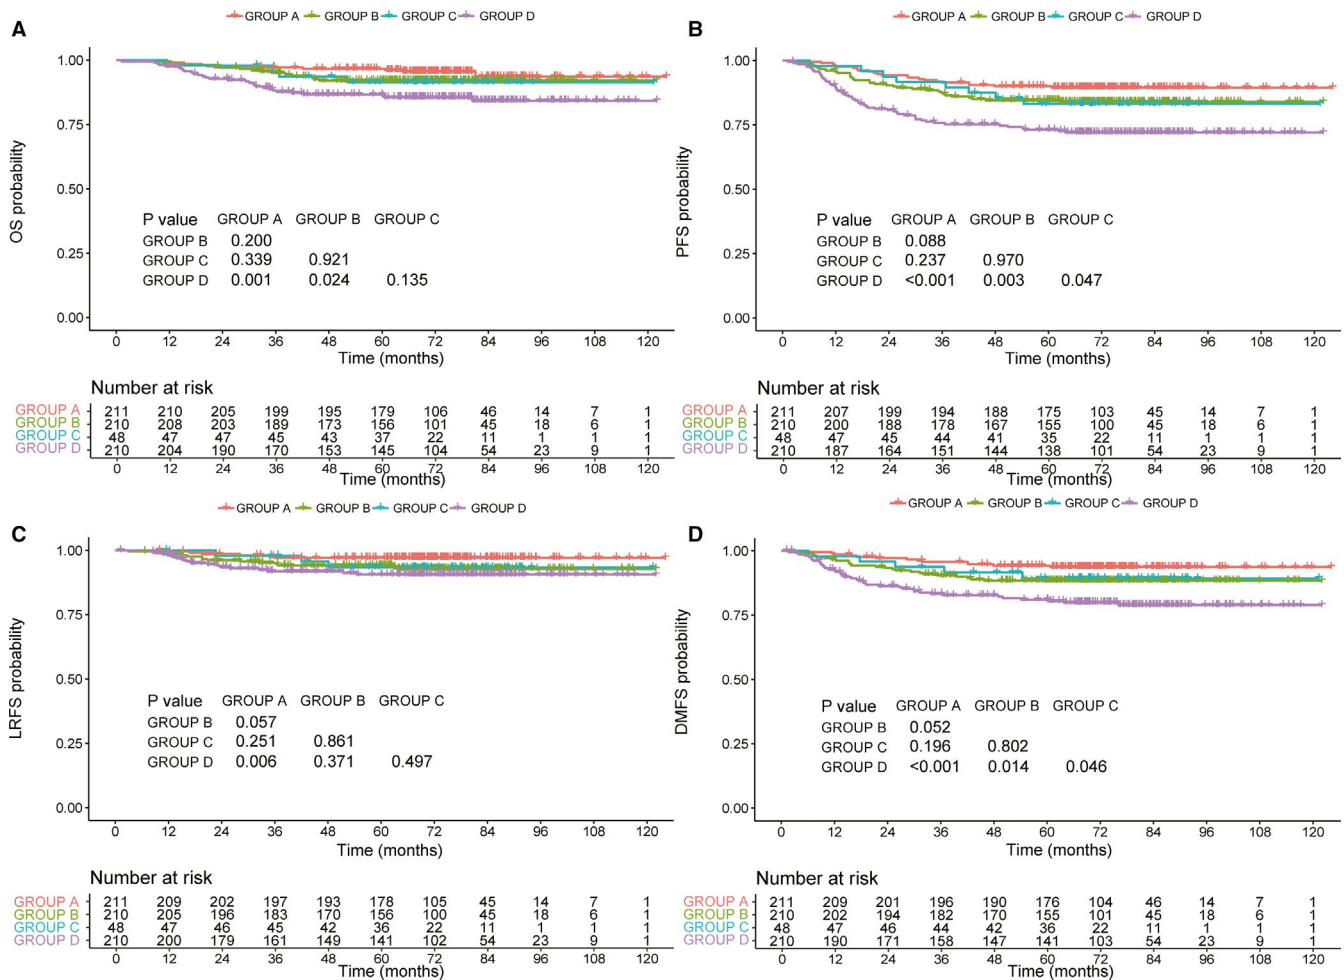 A
GROUP A GROUP B GROUP C GROUP D
OS probability
1.00
0.75
0.50
0.25
0.00
P value GROUP A GROUP B GROUP C
GROUP B 0.200
GROUP C 0.339 0.921
GROUP D 0.001 0.024 0.135
0 12 24 36 48 60 72 84 96 108 120
Time (months)
Number at risk
GROUP A 211 210 205 199 195 179 106 46 14 7 1
GROUP B 210 208 203 189 173 156 101 45 18 6 1
GROUP C 48 47 47 45 43 37 22 11 1 1 1
GROUP D 210 204 190 170 153 145 104 54 23 9 1
0 12 24 36 48 60 72 84 96 108 120
Time (months)
B
GROUP A GROUP B GROUP C GROUP D
PFS probability
1.00
0.75
0.50
0.25
0.00
P value GROUP A GROUP B GROUP C
GROUP B 0.088
GROUP C 0.237 0.970
GROUP D <0.001 0.003 0.047
0 12 24 36 48 60 72 84 96 108 120
Time (months)
Number at risk
GROUP A 211 207 199 194 188 175 103 45 14 7 1
GROUP B 210 200 188 178 167 155 100 45 18 6 1
GROUP C 48 47 45 44 41 35 22 11 1 1 1
GROUP D 210 187 164 151 144 138 101 54 23 9 1
0 12 24 36 48 60 72 84 96 108 120
Time (months)
C
GROUP A GROUP B GROUP C GROUP D
LRFS probability
1.00
0.75
0.50
0.25
0.00
P value GROUP A GROUP B GROUP C
GROUP B 0.057
GROUP C 0.251 0.861
GROUP D 0.006 0.371 0.497
0 12 24 36 48 60 72 84 96 108 120
Time (months)
Number at risk
GROUP A 211 209 202 197 193 178 105 45 14 7 1
GROUP B 210 205 196 183 170 156 100 45 18 6 1
GROUP C 48 47 46 45 42 36 22 11 1 1 1
GROUP D 210 200 179 161 149 141 102 54 23 9 1
0 12 24 36 48 60 72 84 96 108 120
Time (months)
D
GROUP A GROUP B GROUP C GROUP D
DMFS probability
1.00
0.75
0.50
0.25
0.00
P value GROUP A GROUP B GROUP C
GROUP B 0.052
GROUP C 0.196 0.802
GROUP D <0.001 0.014 0.046
0 12 24 36 48 60 72 84 96 108 120
Time (months)
Number at risk
GROUP A 211 209 201 196 190 176 104 46 14 7 1
GROUP B 210 202 194 182 170 155 101 45 18 6 1
GROUP C 48 47 46 44 42 36 22 11 1 1 1
GROUP D 210 190 171 158 147 141 103 54 23 9 1
0 12 24 36 48 60 72 84 96 108 120
Time (months)